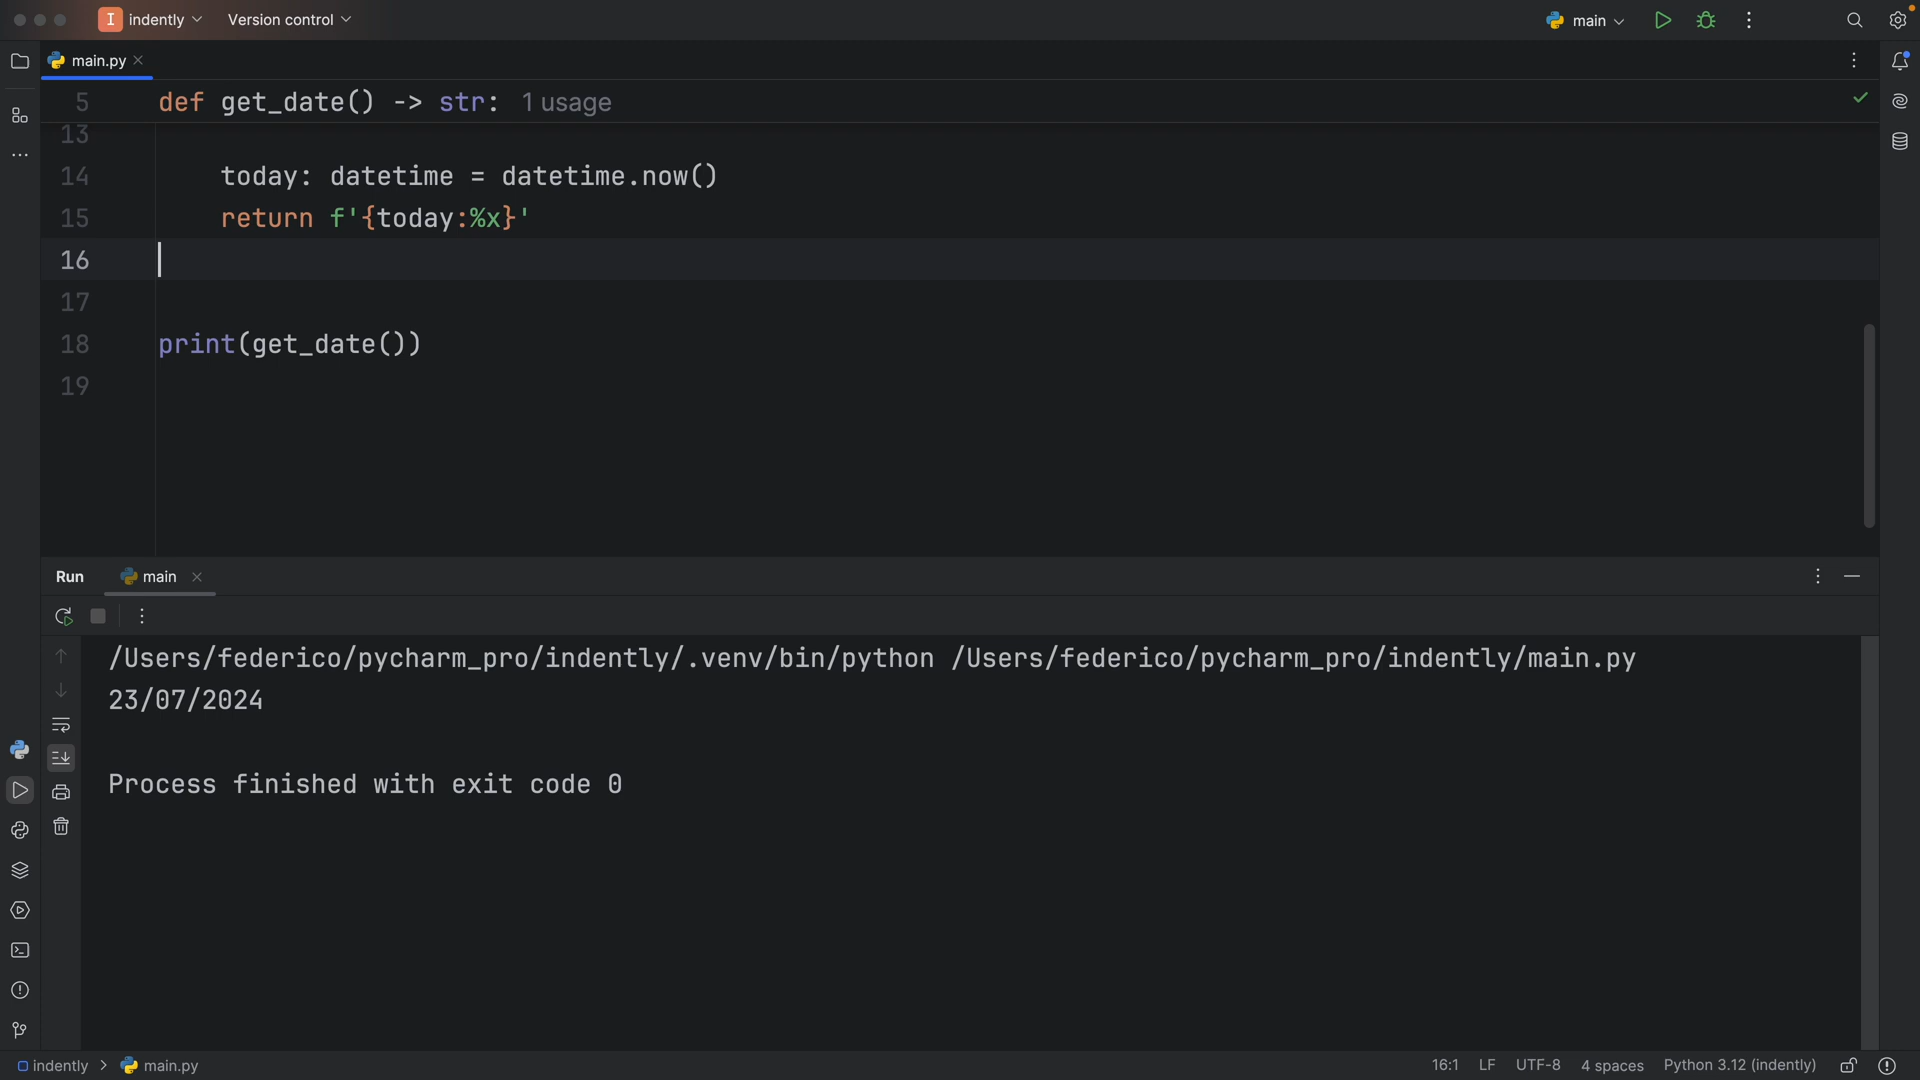 I indently Version control main
main.py
5 def get_date() -> str: 1 usage
13
14 today: datetime = datetime.now()
15 return f'{today:%x}'
16
17
18 print(get_date())
19
Run main
/Users/federico/pycharm_pro/indently/.venv/bin/python /Users/federico/pycharm_pro/indently/main.py
23/07/2024
Process finished with exit code 0
indently main.py 16:1 LF UTF-8 4 spaces Python 3.12 (indently)